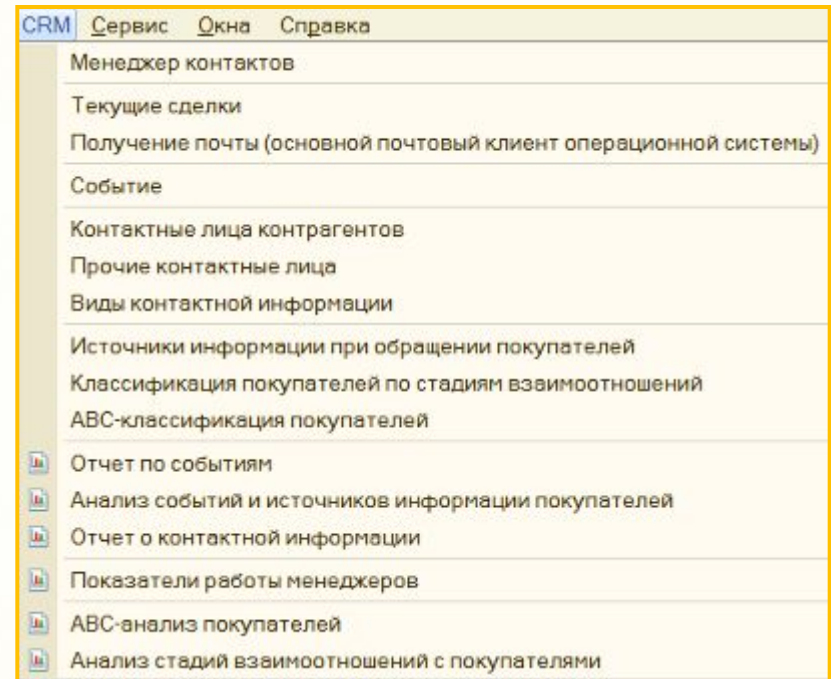 CRM Сервис Окна Справка
Менеджер контактов
Текущие сделки
Получение почты (основной почтовый клиент операционной системы)
Событие
Контактные лица контрагентов
Прочие контактные лица
Виды контактной информации
Источники информации при обращении покупателей
Классификация покупателей по стадиям взаимоотношений
АВС-классификация покупателей
Отчет по событиям
Анализ событий и источников информации покупателей
Отчет о контактной информации
Показатели работы менеджеров
АВС-анализ покупателей
Анализ стадий взаимоотношений с покупателями